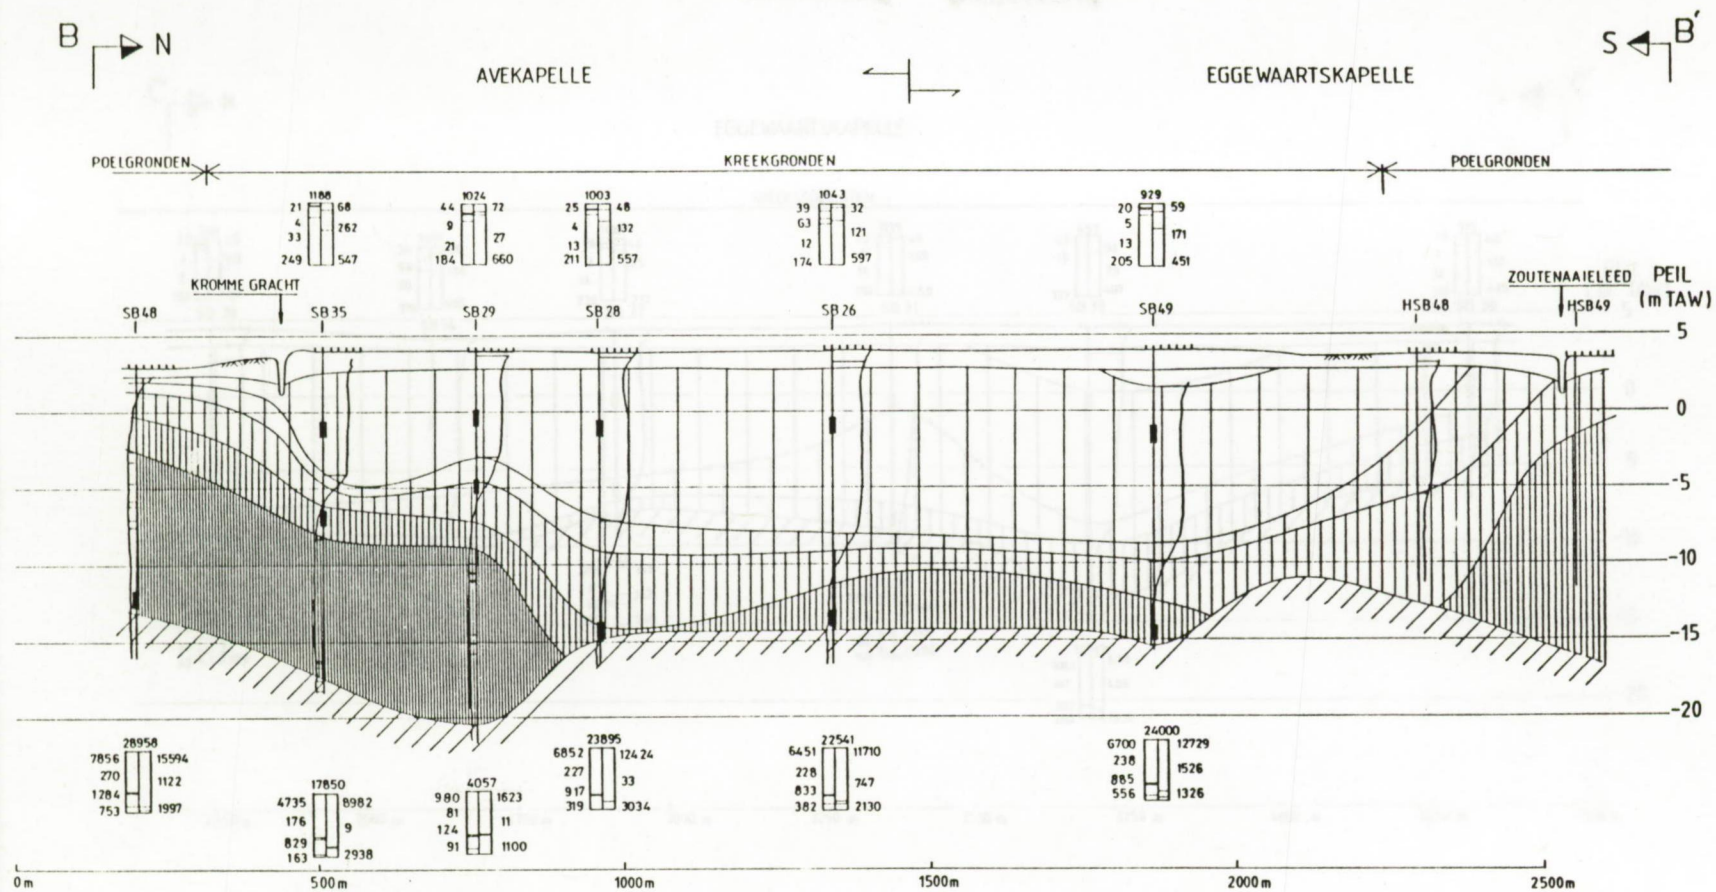 B N S B'
AVEKAPELLE EGGEWAARTSKAPELLE
POELGRONDEN KREEKGRONDEN POELGRONDEN
1188 1024 1003 1043 929
21 68 44 72 25 48 39 32 20 59
4 262 9 27 4 132 63 121 5 171
33 21 13 12 13
249 547 184 660 211 557 174 597 205 451
KROMME GRACHT ZOUTENAAIELEED PEIL
(m TAW)
SB48 SB35 SB29 SB28 SB26 SB49 HSB48 HSB49
5
0
-5
-10
-15
-20
28958 23895 22541 24000
7856 15594 6852 12424 6451 11710 6700 12729
270 1122 227 33 228 747 238 1526
1284 917 833 885
753 1997 319 3034 382 2130 556 1326
17850 4057
4735 8982 980 1623
176 9 81 11
829 124
163 2938 91 1100
0m 500m 1000m 1500m 2000m 2500m